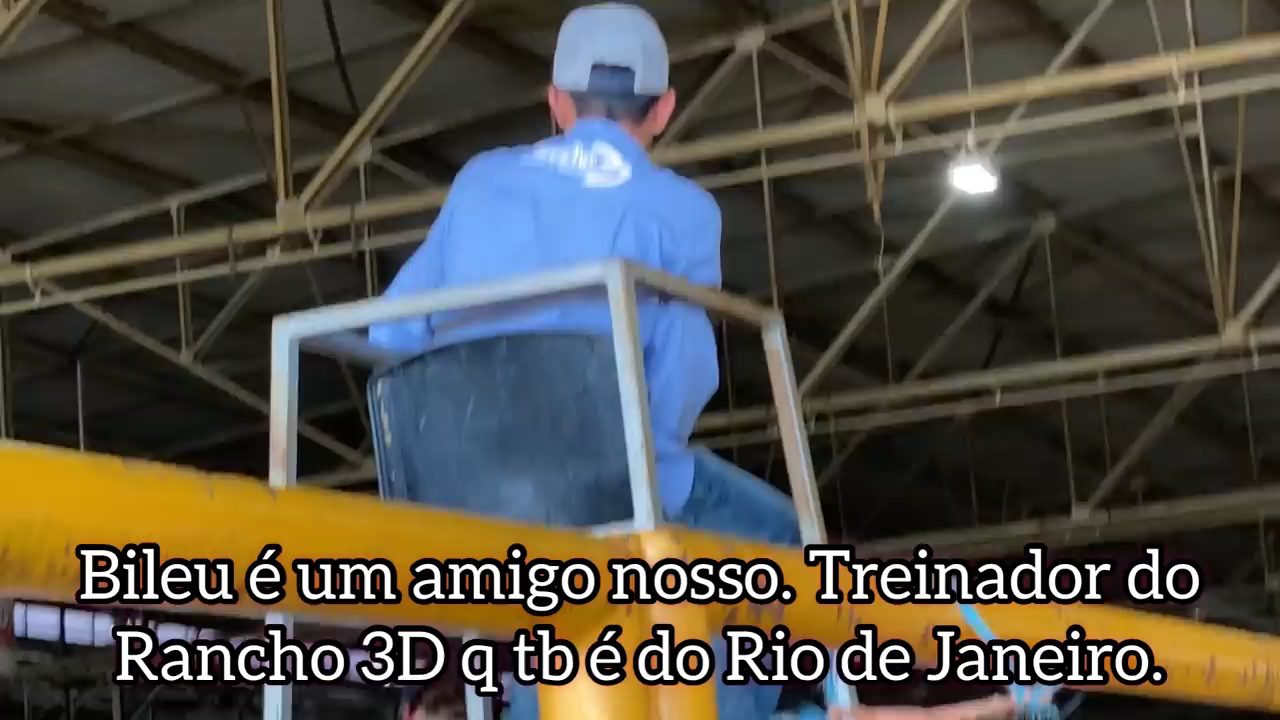 Bileu é um amigo nosso. Treinador do
Rancho 3D q tb é do Rio de Janeiro.